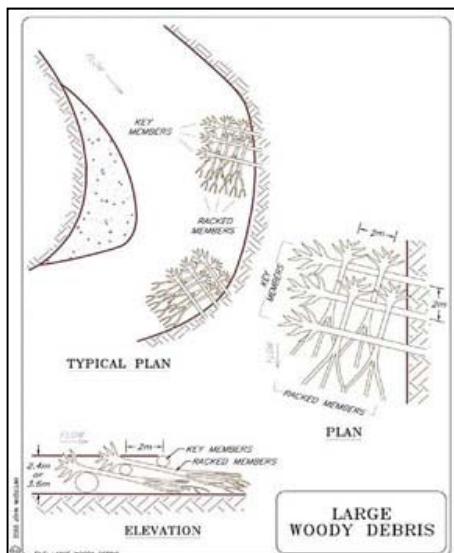 FLOW
KEY
MEMBERS
RACKED
MEMBERS
TYPICAL PLAN
2m
KEY
MEMBERS
2m
FLOW
RACKED MEMBERS
PLAN
FLOW
2m
KEY MEMBERS
RACKED MEMBERS
2.4m
or
3.6m
ELEVATION
LARGE
WOODY DEBRIS